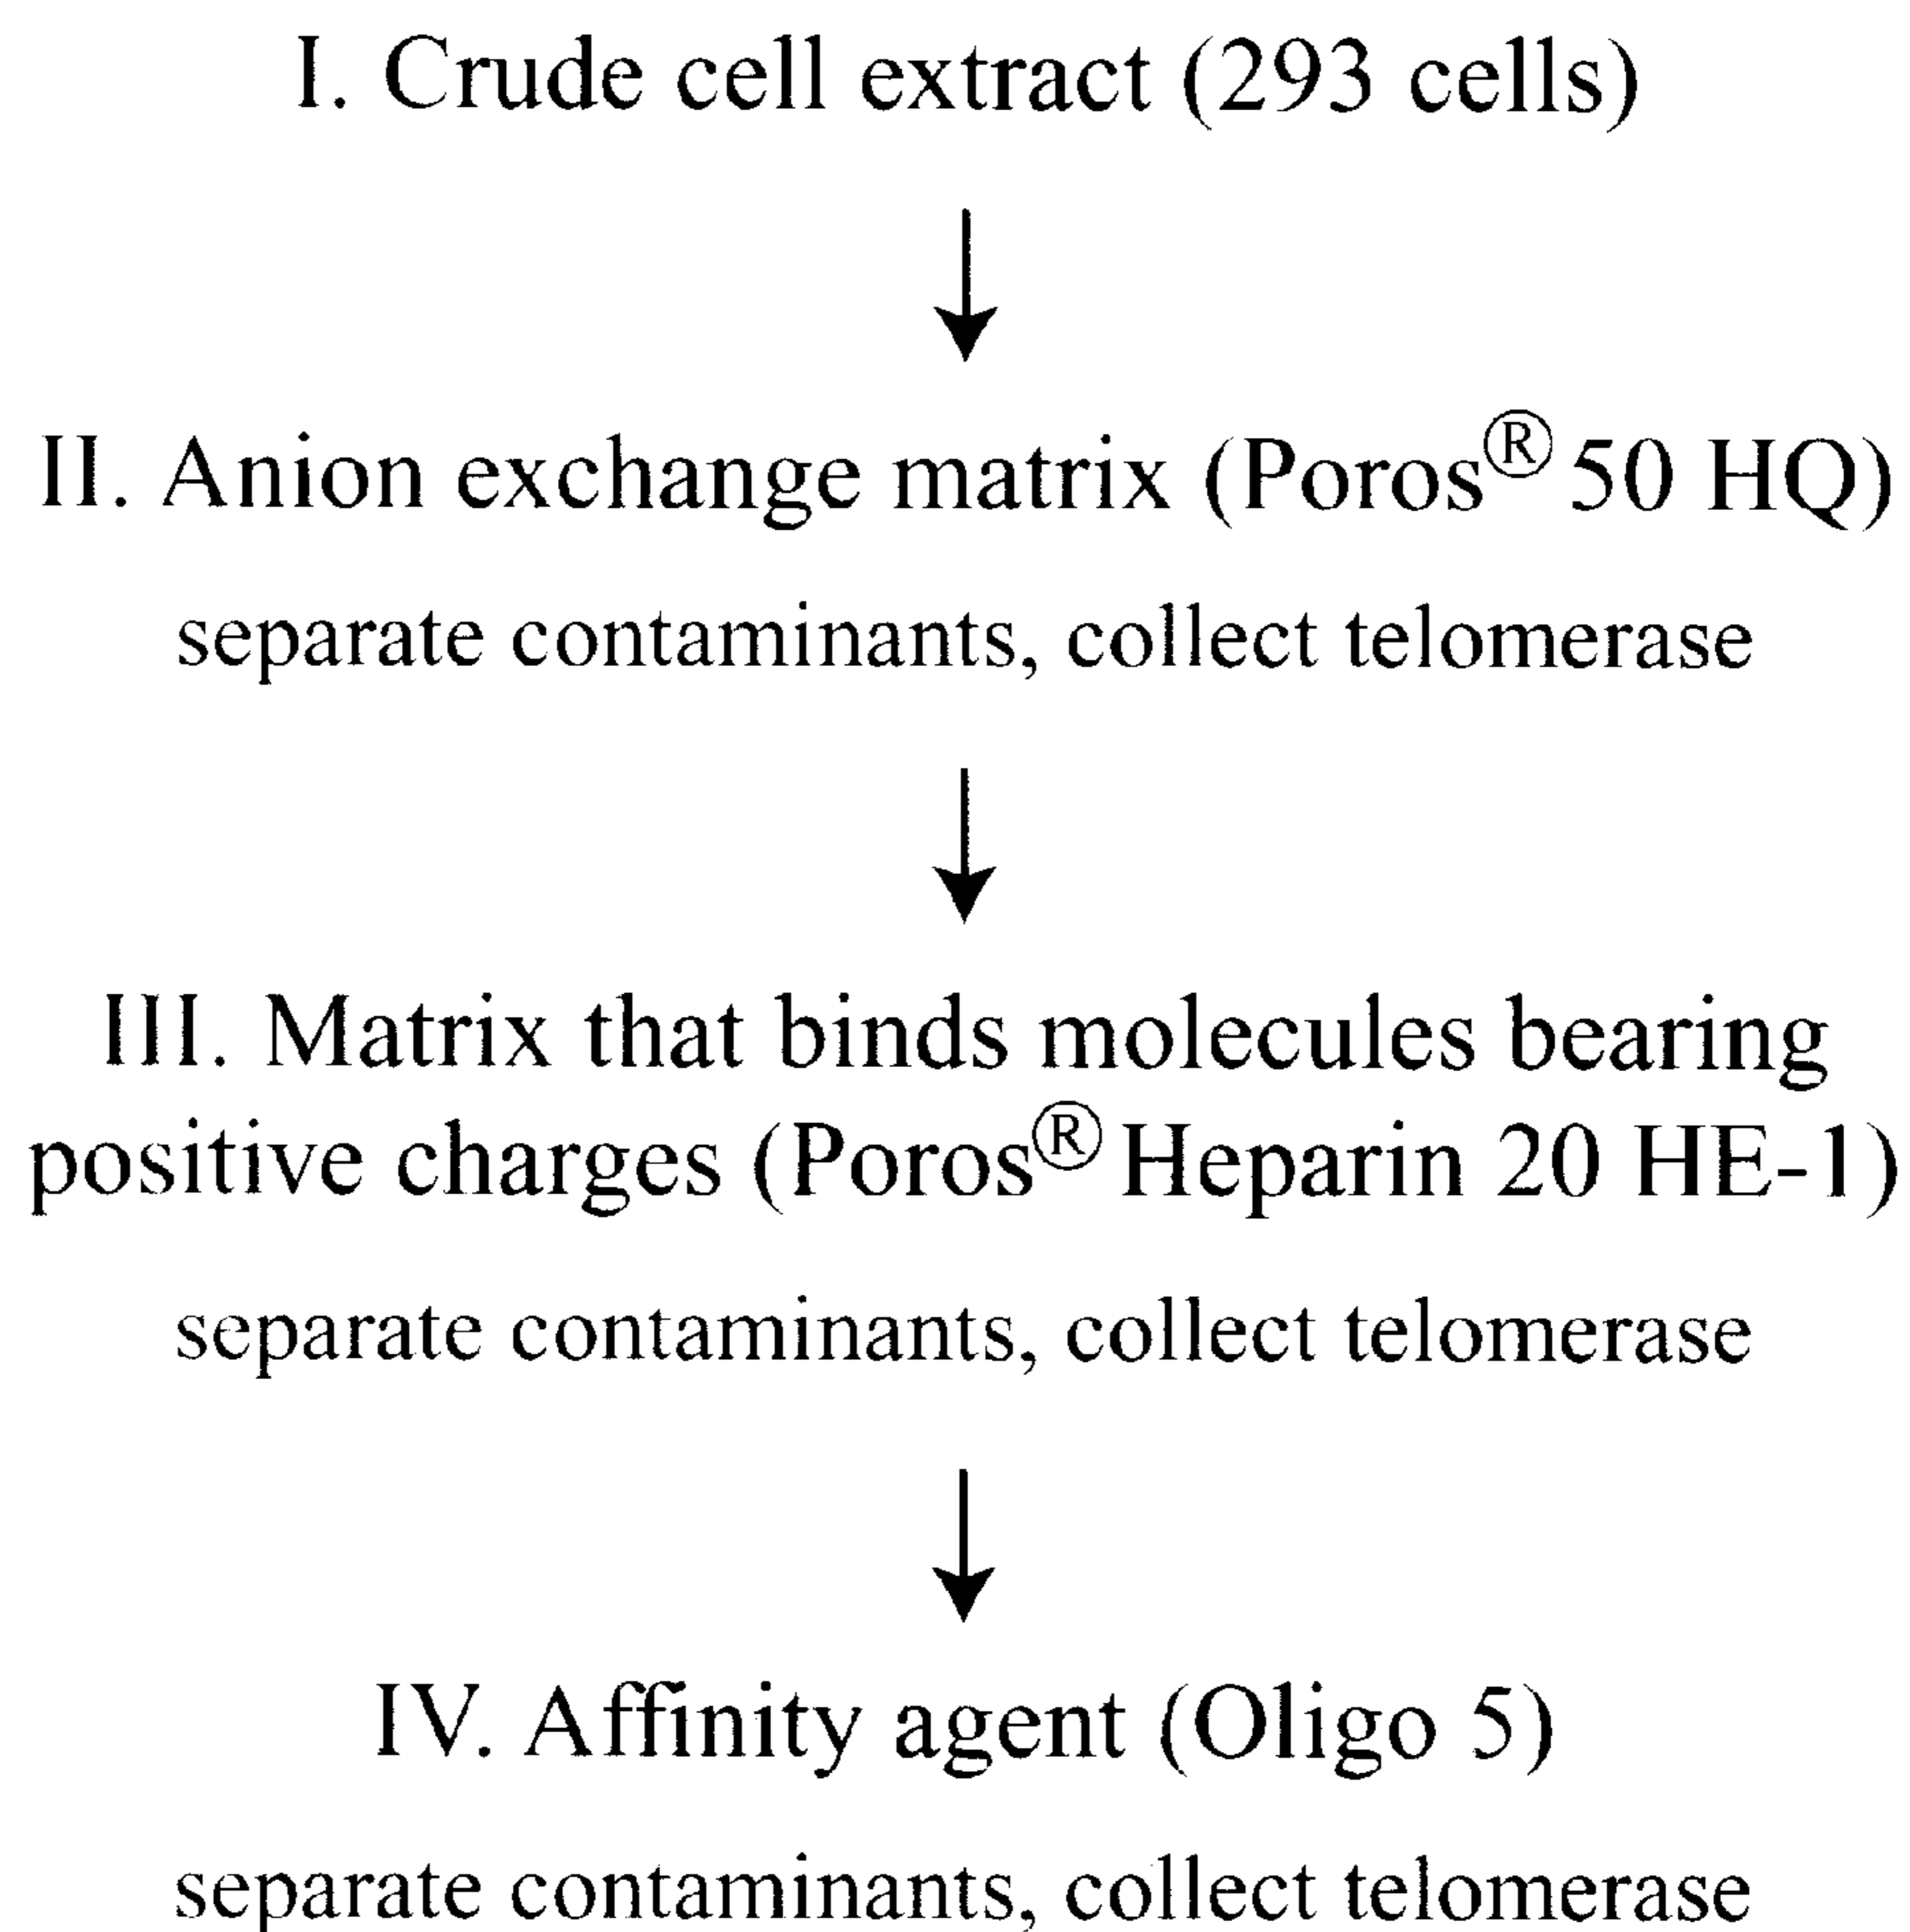 I. Crude cell extract (293 cells)
II. Anion exchange matrix (Poros® 50 HQ)
separate contaminants, collect telomerase
III. Matrix that binds molecules bearing
positive charges (Poros® Heparin 20 HE-1)
separate contaminants, collect telomerase
IV. Affinity agent (Oligo 5)
separate contaminants, collect telomerase